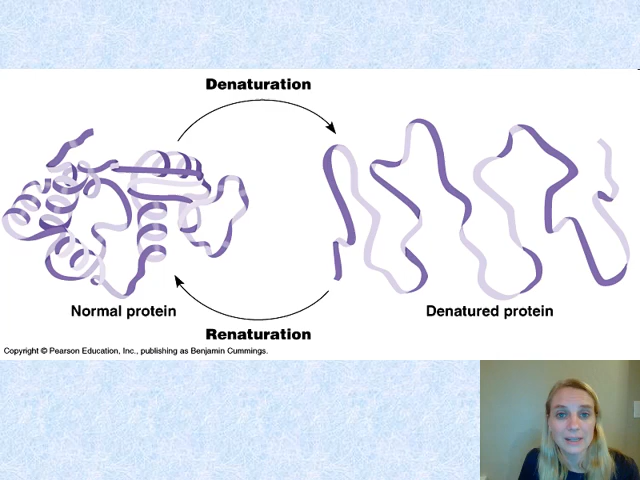 Denaturation
Normal protein
Denatured protein
Renaturation
Copyright © Pearson Education, Inc., publishing as Benjamin Cummings.